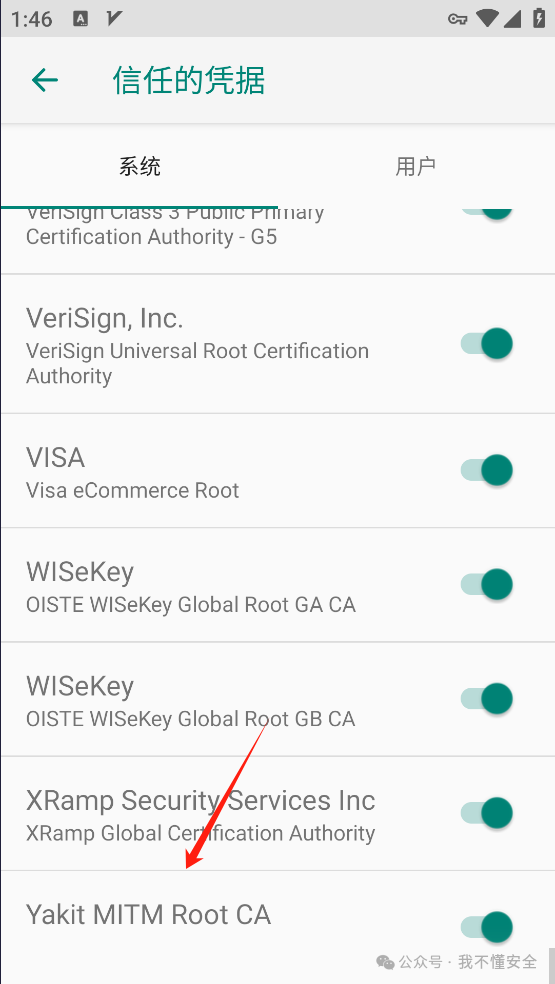 1:46
A
信任的凭据
系统
用户
VeriSign Class 3 Public Primary
Certification Authority - G5
VeriSign, Inc.
VeriSign Universal Root Certification
Authority
VISA
Visa eCommerce Root
WISeKey
OISTE WISeKey Global Root GA CA
WISeKey
OISTE WISeKey Global Root GB CA
XRamp Security Services Inc
XRamp Global Certification Authority
Yakit MITM Root CA
公众号 · 我不懂安全